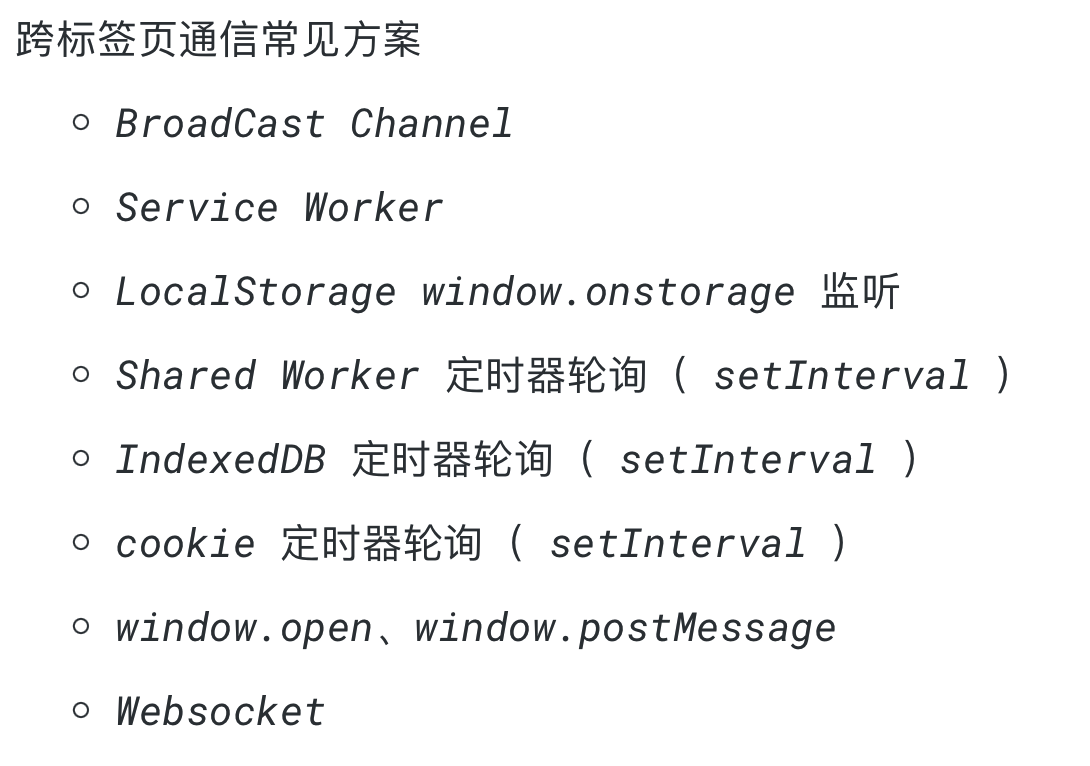 跨标签页通信常见方案
BroadCast Channel
Service Worker
LocalStorage window.onstorage 监听
Shared Worker 定时器轮询（ setInterval ）
IndexedDB 定时器轮询（ setInterval ）
cookie 定时器轮询（ setInterval ）
window.open、window.postMessage
Websocket